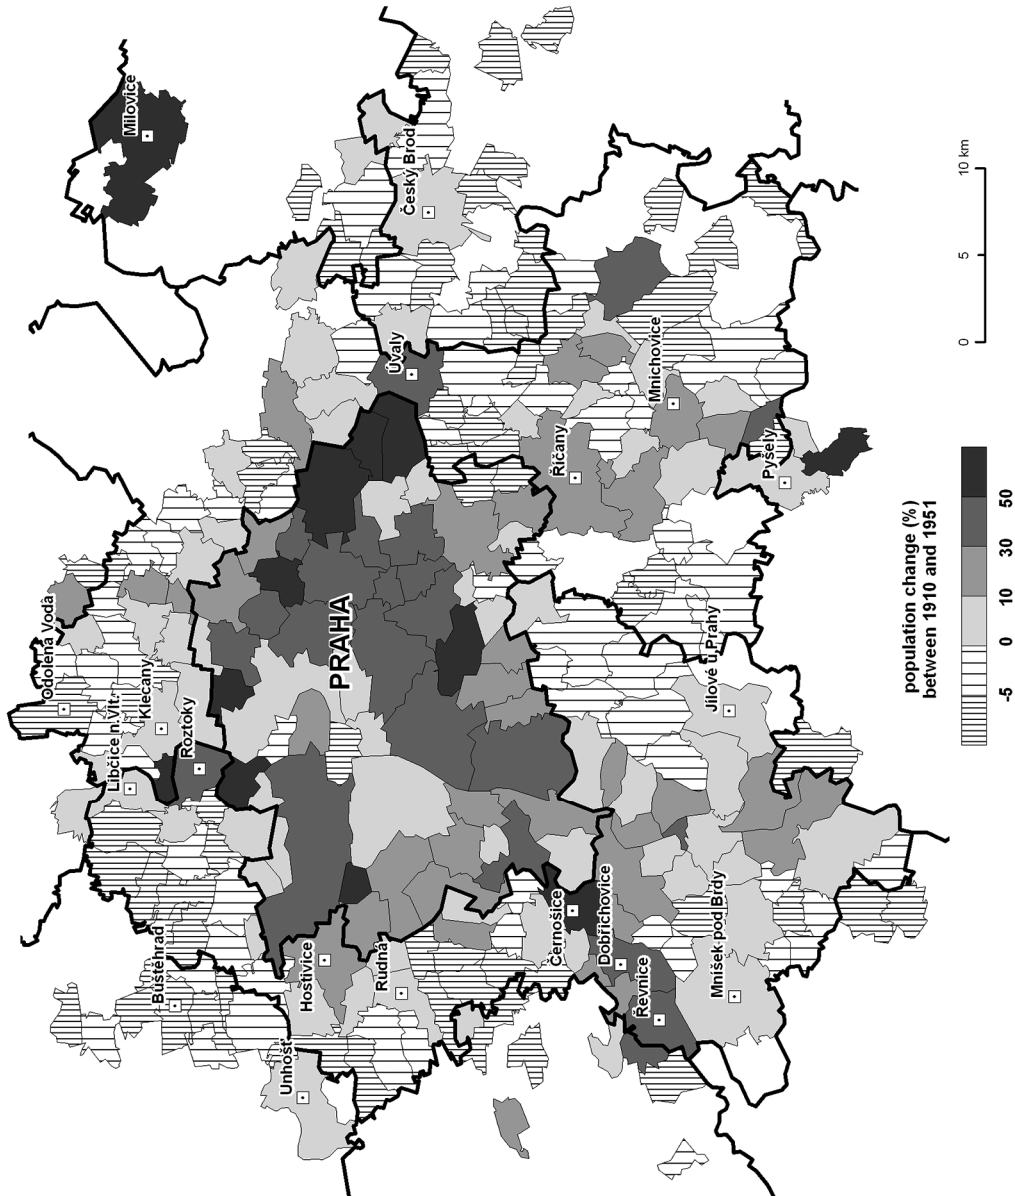 Milovice
Český Brod
Úvaly
Mnichovice
Říčany
Pyšely
Odolená Voda
Klecany
Libčice n.Vlt.
Roztoky
PRAHA
Jílové u Prahy
Buštěhrad
Hostivice
Rudná
Unhošť
Černošice
Dobřichovice
Řevnice
Mníšek pod Brdy
population change (%)
between 1910 and 1951
-5 0 10 30 50
0 5 10 km